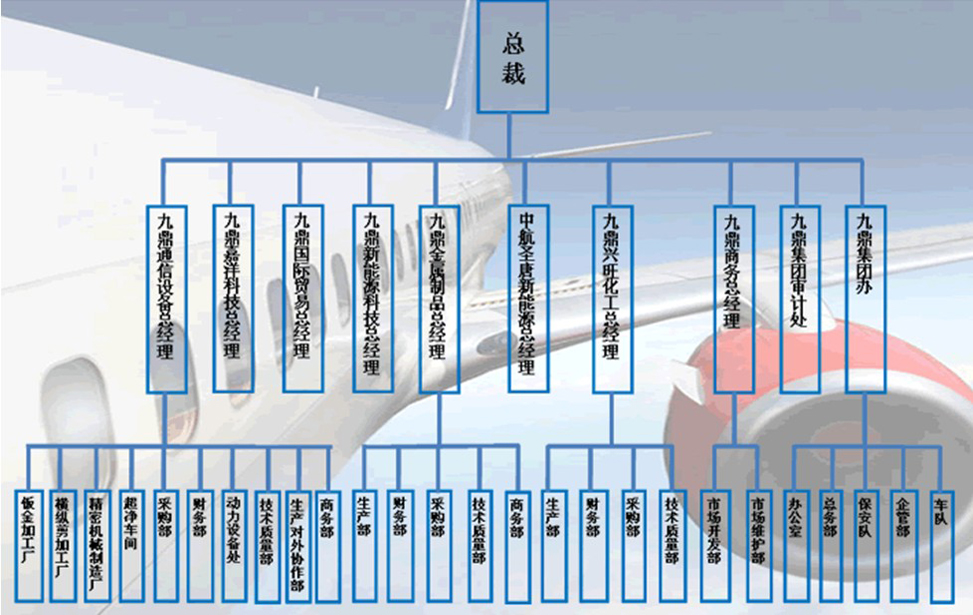 总裁
九鼎通信设备总经理
九鼎嘉洋科技总经理
九鼎国际贸易总经理
九鼎新能源科技总经理
九鼎金属制品总经理
中航圣唐新能源总经理
九鼎兴旺化工总经理
九鼎商务总经理
九鼎集团审计处
九鼎集团办
钣金加工厂
横纵剪加工厂
精密机械制造厂
超净车间
采购部
财务部
动力设备处
技术质量部
生产对外协作部
商务部
生产部
财务部
采购部
技术质量部
商务部
生产部
财务部
采购部
技术质量部
市场开发部
市场维护部
办公室
总务部
保安队
企管部
车队